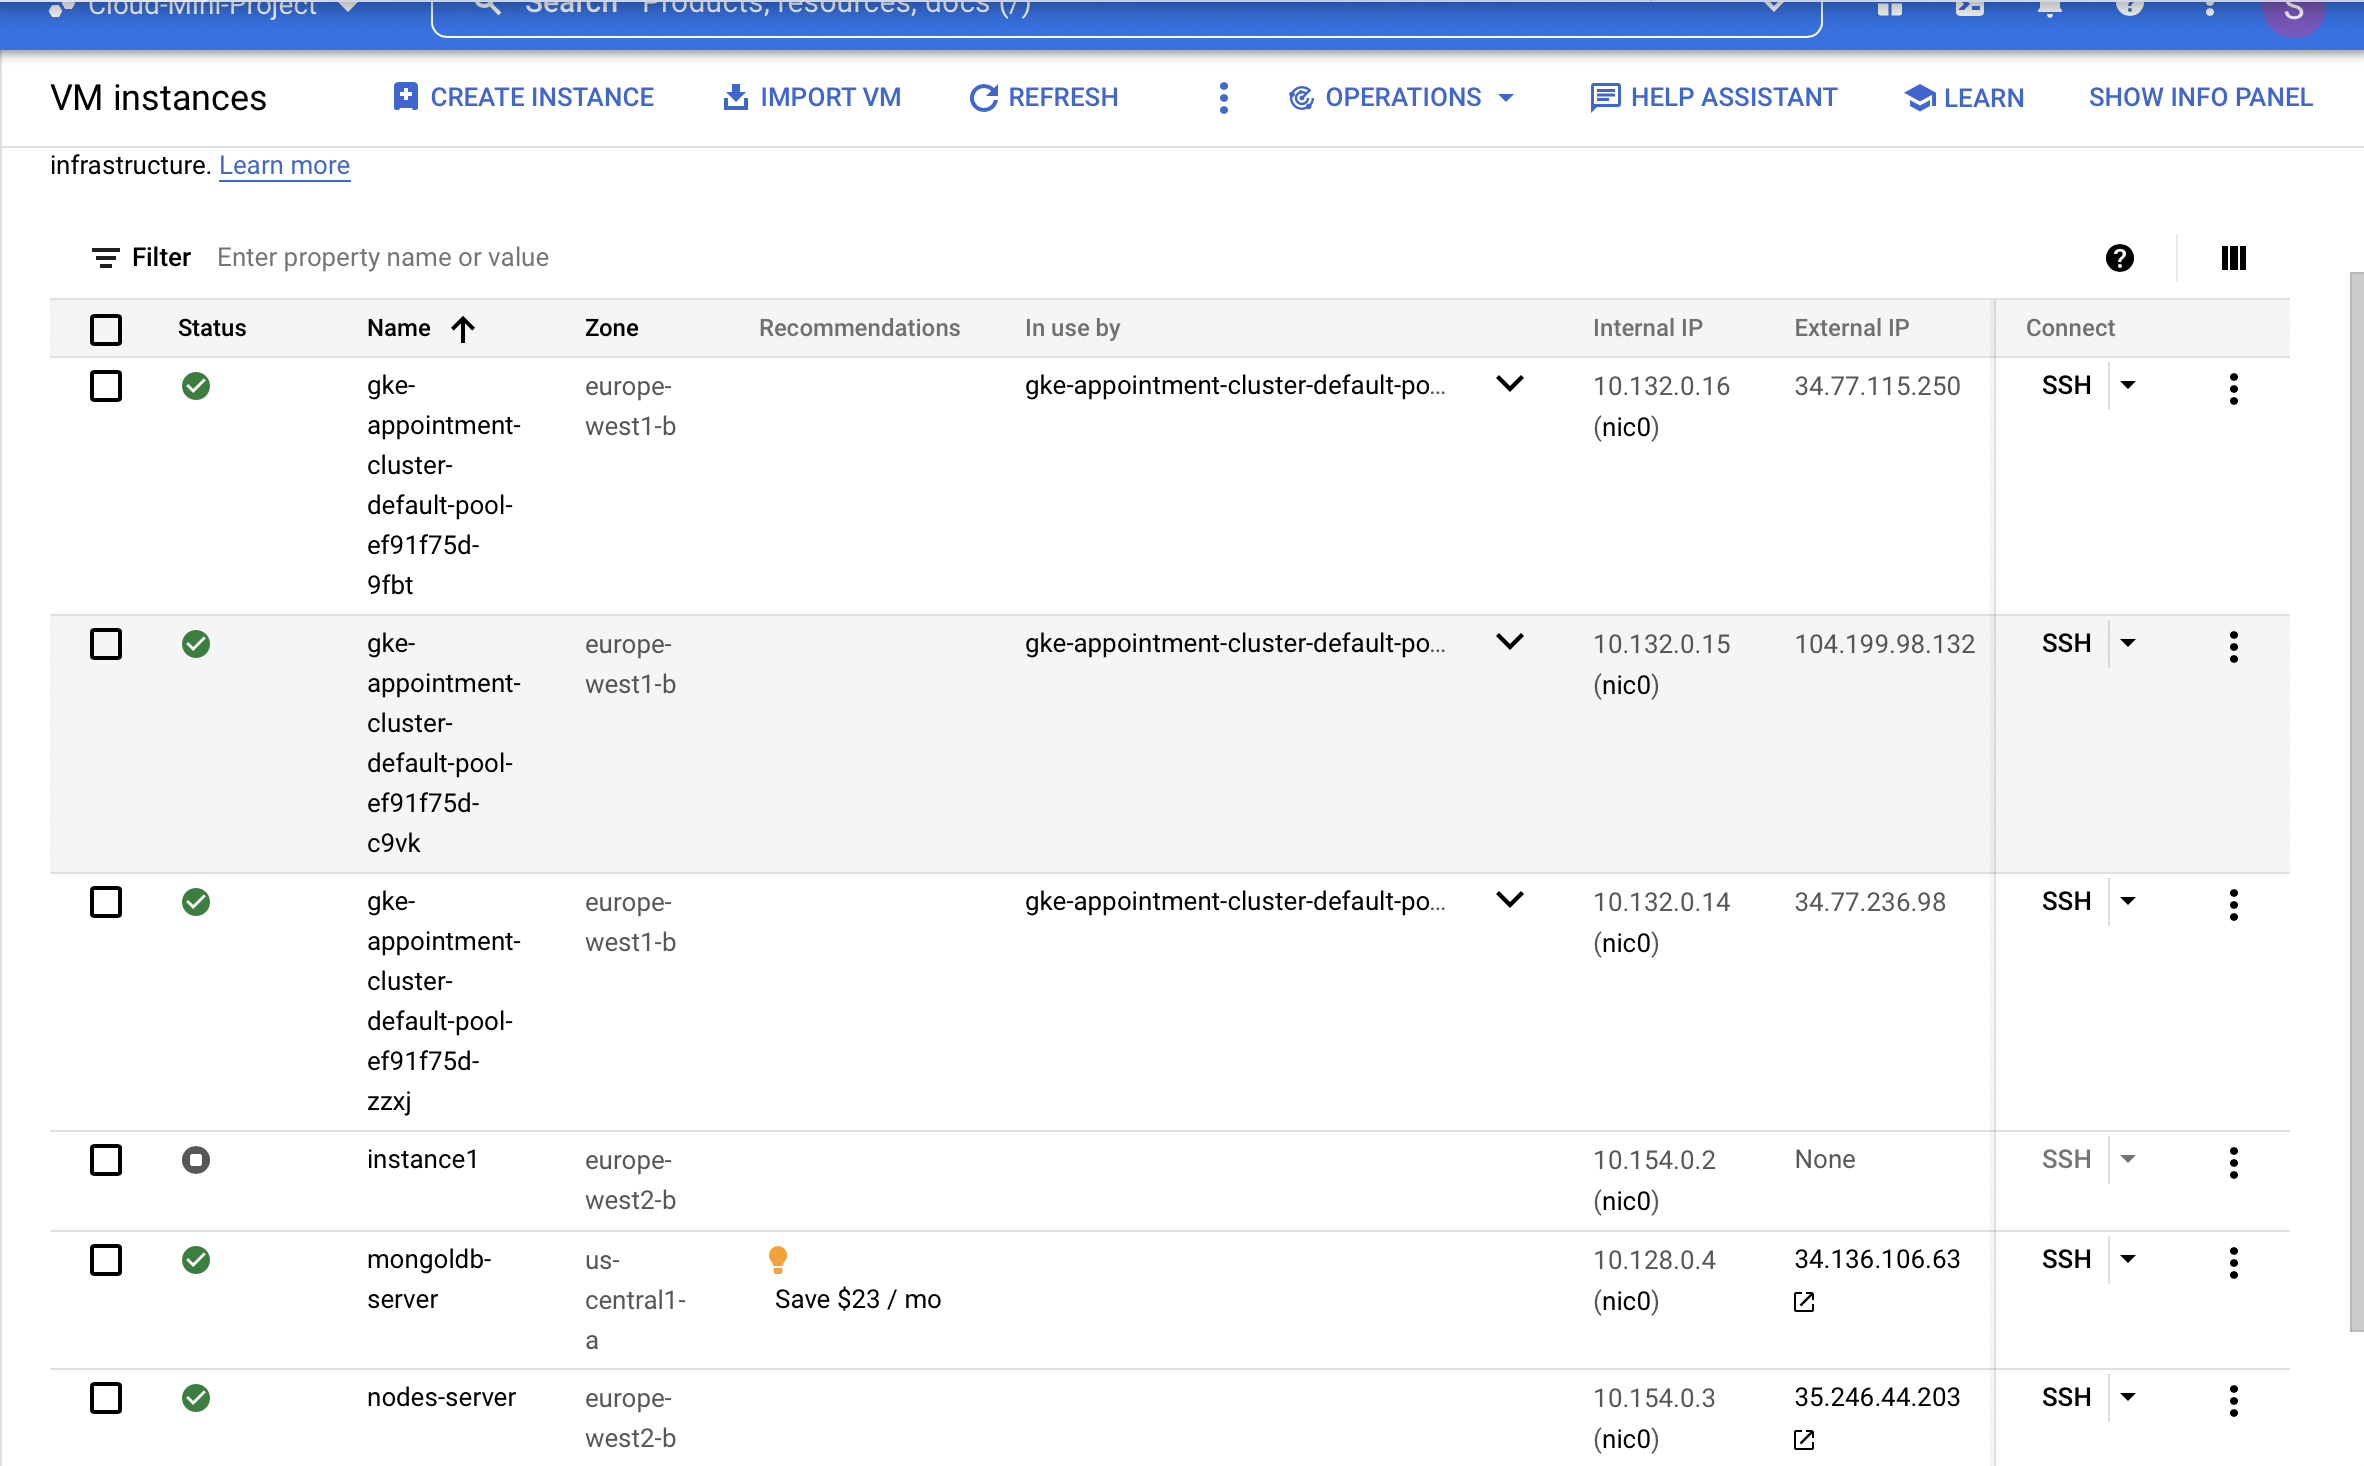 Cloud-Mini-Project
Search Products, resources, docs (/)
S
VM instances
CREATE INSTANCE
IMPORT VM
REFRESH
OPERATIONS
HELP ASSISTANT
LEARN
SHOW INFO PANEL
infrastructure. Learn more
Filter Enter property name or value
Status
Name
Zone
Recommendations
In use by
Internal IP
External IP
Connect
gke-
appointment-
cluster-
default-pool-
ef91f75d-
9fbt
europe-
west1-b
gke-appointment-cluster-default-po...
10.132.0.16
(nic0)
34.77.115.250
SSH
gke-
appointment-
cluster-
default-pool-
ef91f75d-
c9vk
europe-
west1-b
gke-appointment-cluster-default-po...
10.132.0.15
(nic0)
104.199.98.132
SSH
gke-
appointment-
cluster-
default-pool-
ef91f75d-
zzxj
europe-
west1-b
gke-appointment-cluster-default-po...
10.132.0.14
(nic0)
34.77.236.98
SSH
instance1
europe-
west2-b
10.154.0.2
(nic0)
None
SSH
mongoldb-
server
us-
central1-
a
Save $23 / mo
10.128.0.4
(nic0)
34.136.106.63
SSH
nodes-server
europe-
west2-b
10.154.0.3
(nic0)
35.246.44.203
SSH